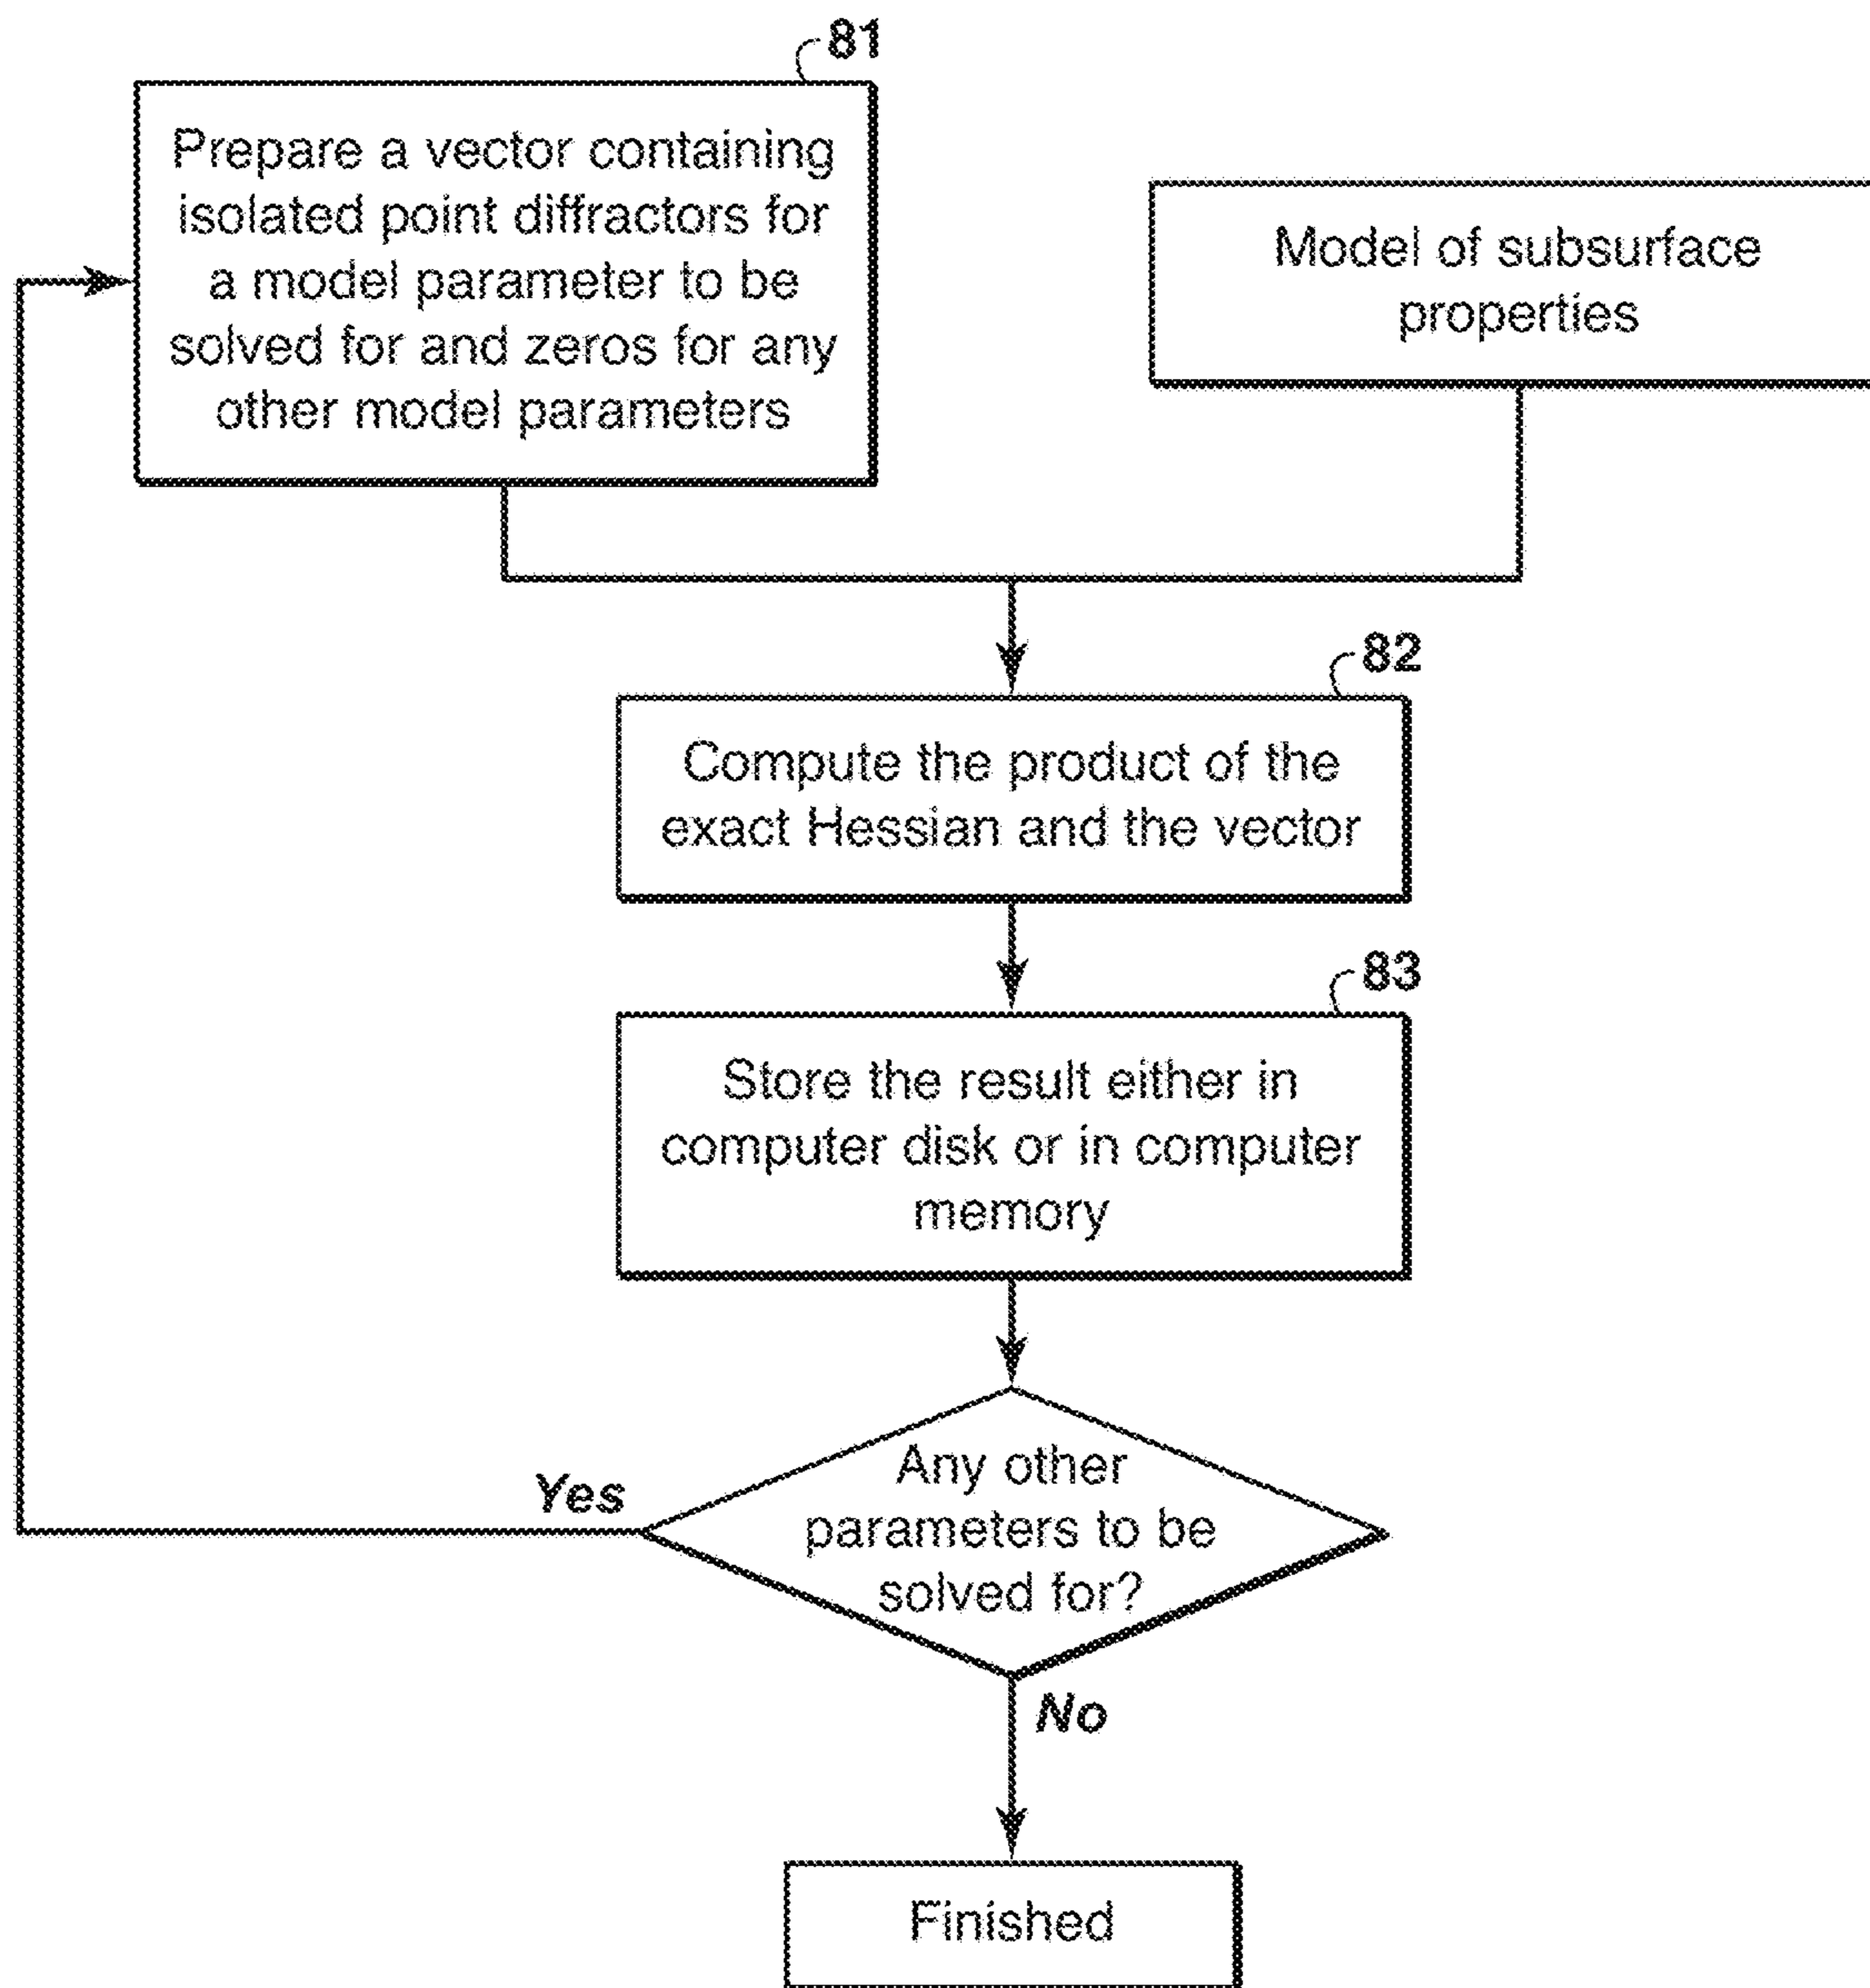 81
Prepare a vector containing
isolated point diffractors for
a model parameter to be
solved for and zeros for any
other model parameters
Model of subsurface
properties
82
Compute the product of the
exact Hessian and the vector
83
Store the result either in
computer disk or in computer
memory
Any other
parameters to be
solved for?
Yes
No
Finished